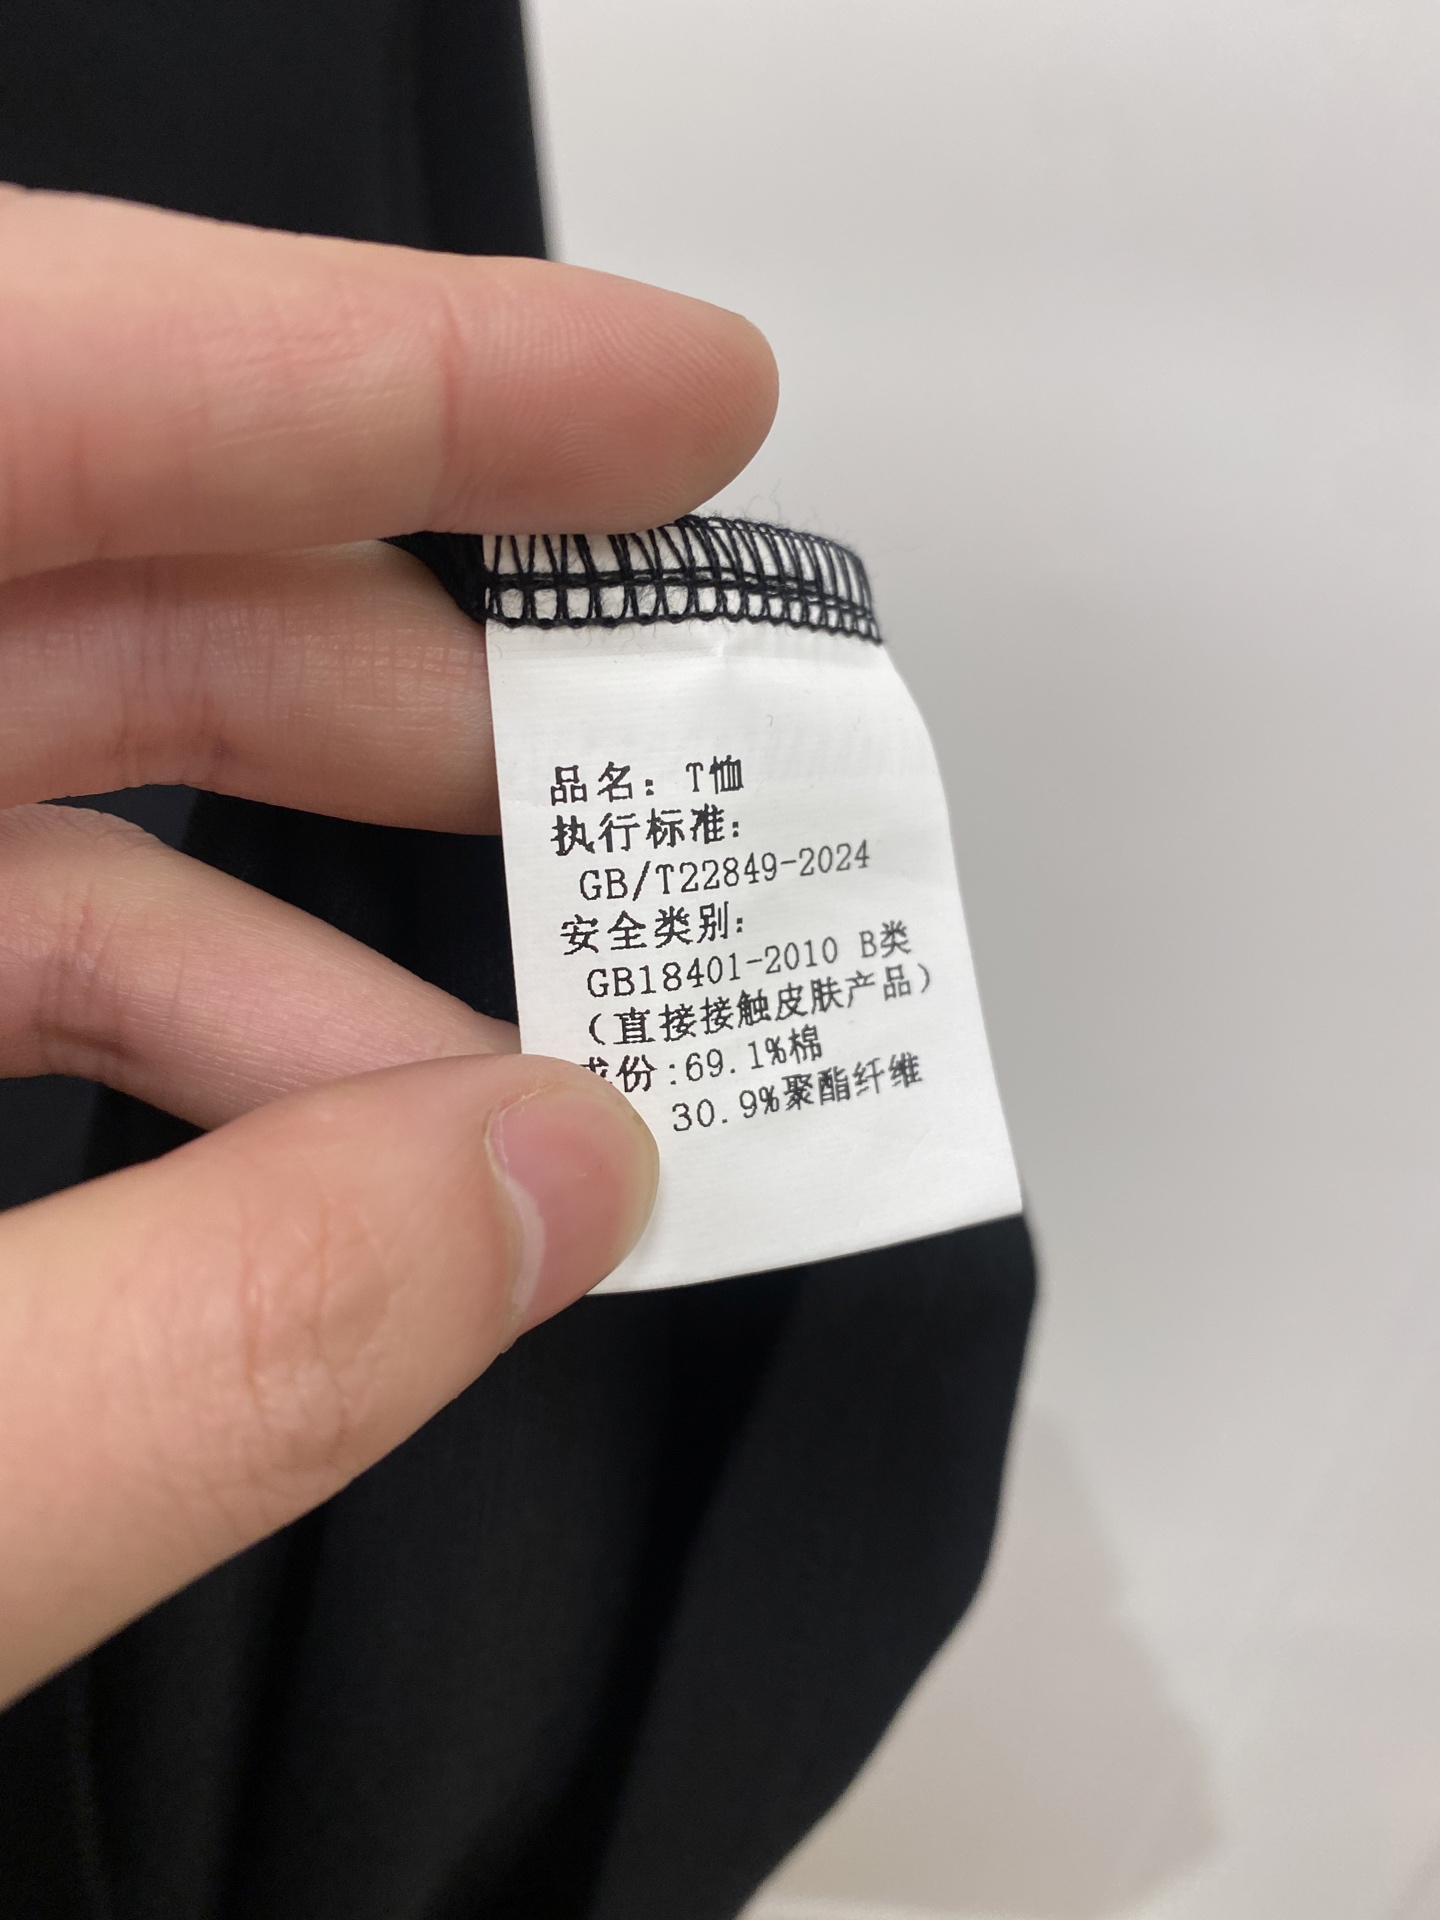 品名：T恤
执行标准：
GB/T22849-2024
安全类别：
GB18401-2010 B类
（直接接触皮肤产品）
成份:69.1%棉
30.9%聚酯纤维